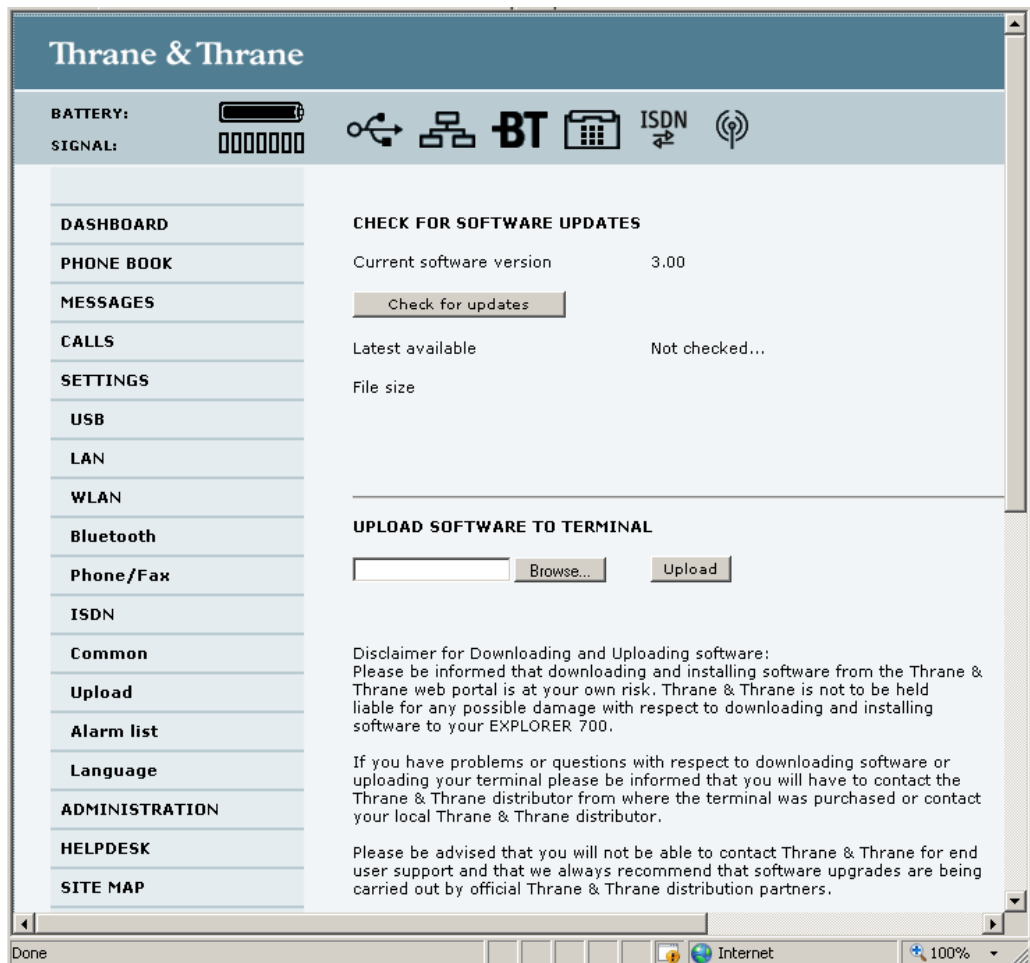 Thrane & Thrane
BATTERY:
SIGNAL:
BT
ISDN
DASHBOARD
PHONE BOOK
MESSAGES
CALLS
SETTINGS
USB
LAN
WLAN
Bluetooth
Phone/Fax
ISDN
Common
Upload
Alarm list
Language
ADMINISTRATION
HELPDESK
SITE MAP
CHECK FOR SOFTWARE UPDATES
Current software version 3.00
Check for updates
Latest available Not checked...
File size
UPLOAD SOFTWARE TO TERMINAL
Browse... Upload
Disclaimer for Downloading and Uploading software:
Please be informed that downloading and installing software from the Thrane &
Thrane web portal is at your own risk. Thrane & Thrane is not to be held
liable for any possible damage with respect to downloading and installing
software to your EXPLORER 700.
If you have problems or questions with respect to downloading software or
uploading your terminal please be informed that you will have to contact the
Thrane & Thrane distributor from where the terminal was purchased or contact
your local Thrane & Thrane distributor.
Please be advised that you will not be able to contact Thrane & Thrane for end
user support and that we always recommend that software upgrades are being
carried out by official Thrane & Thrane distribution partners.
Done Internet 100%